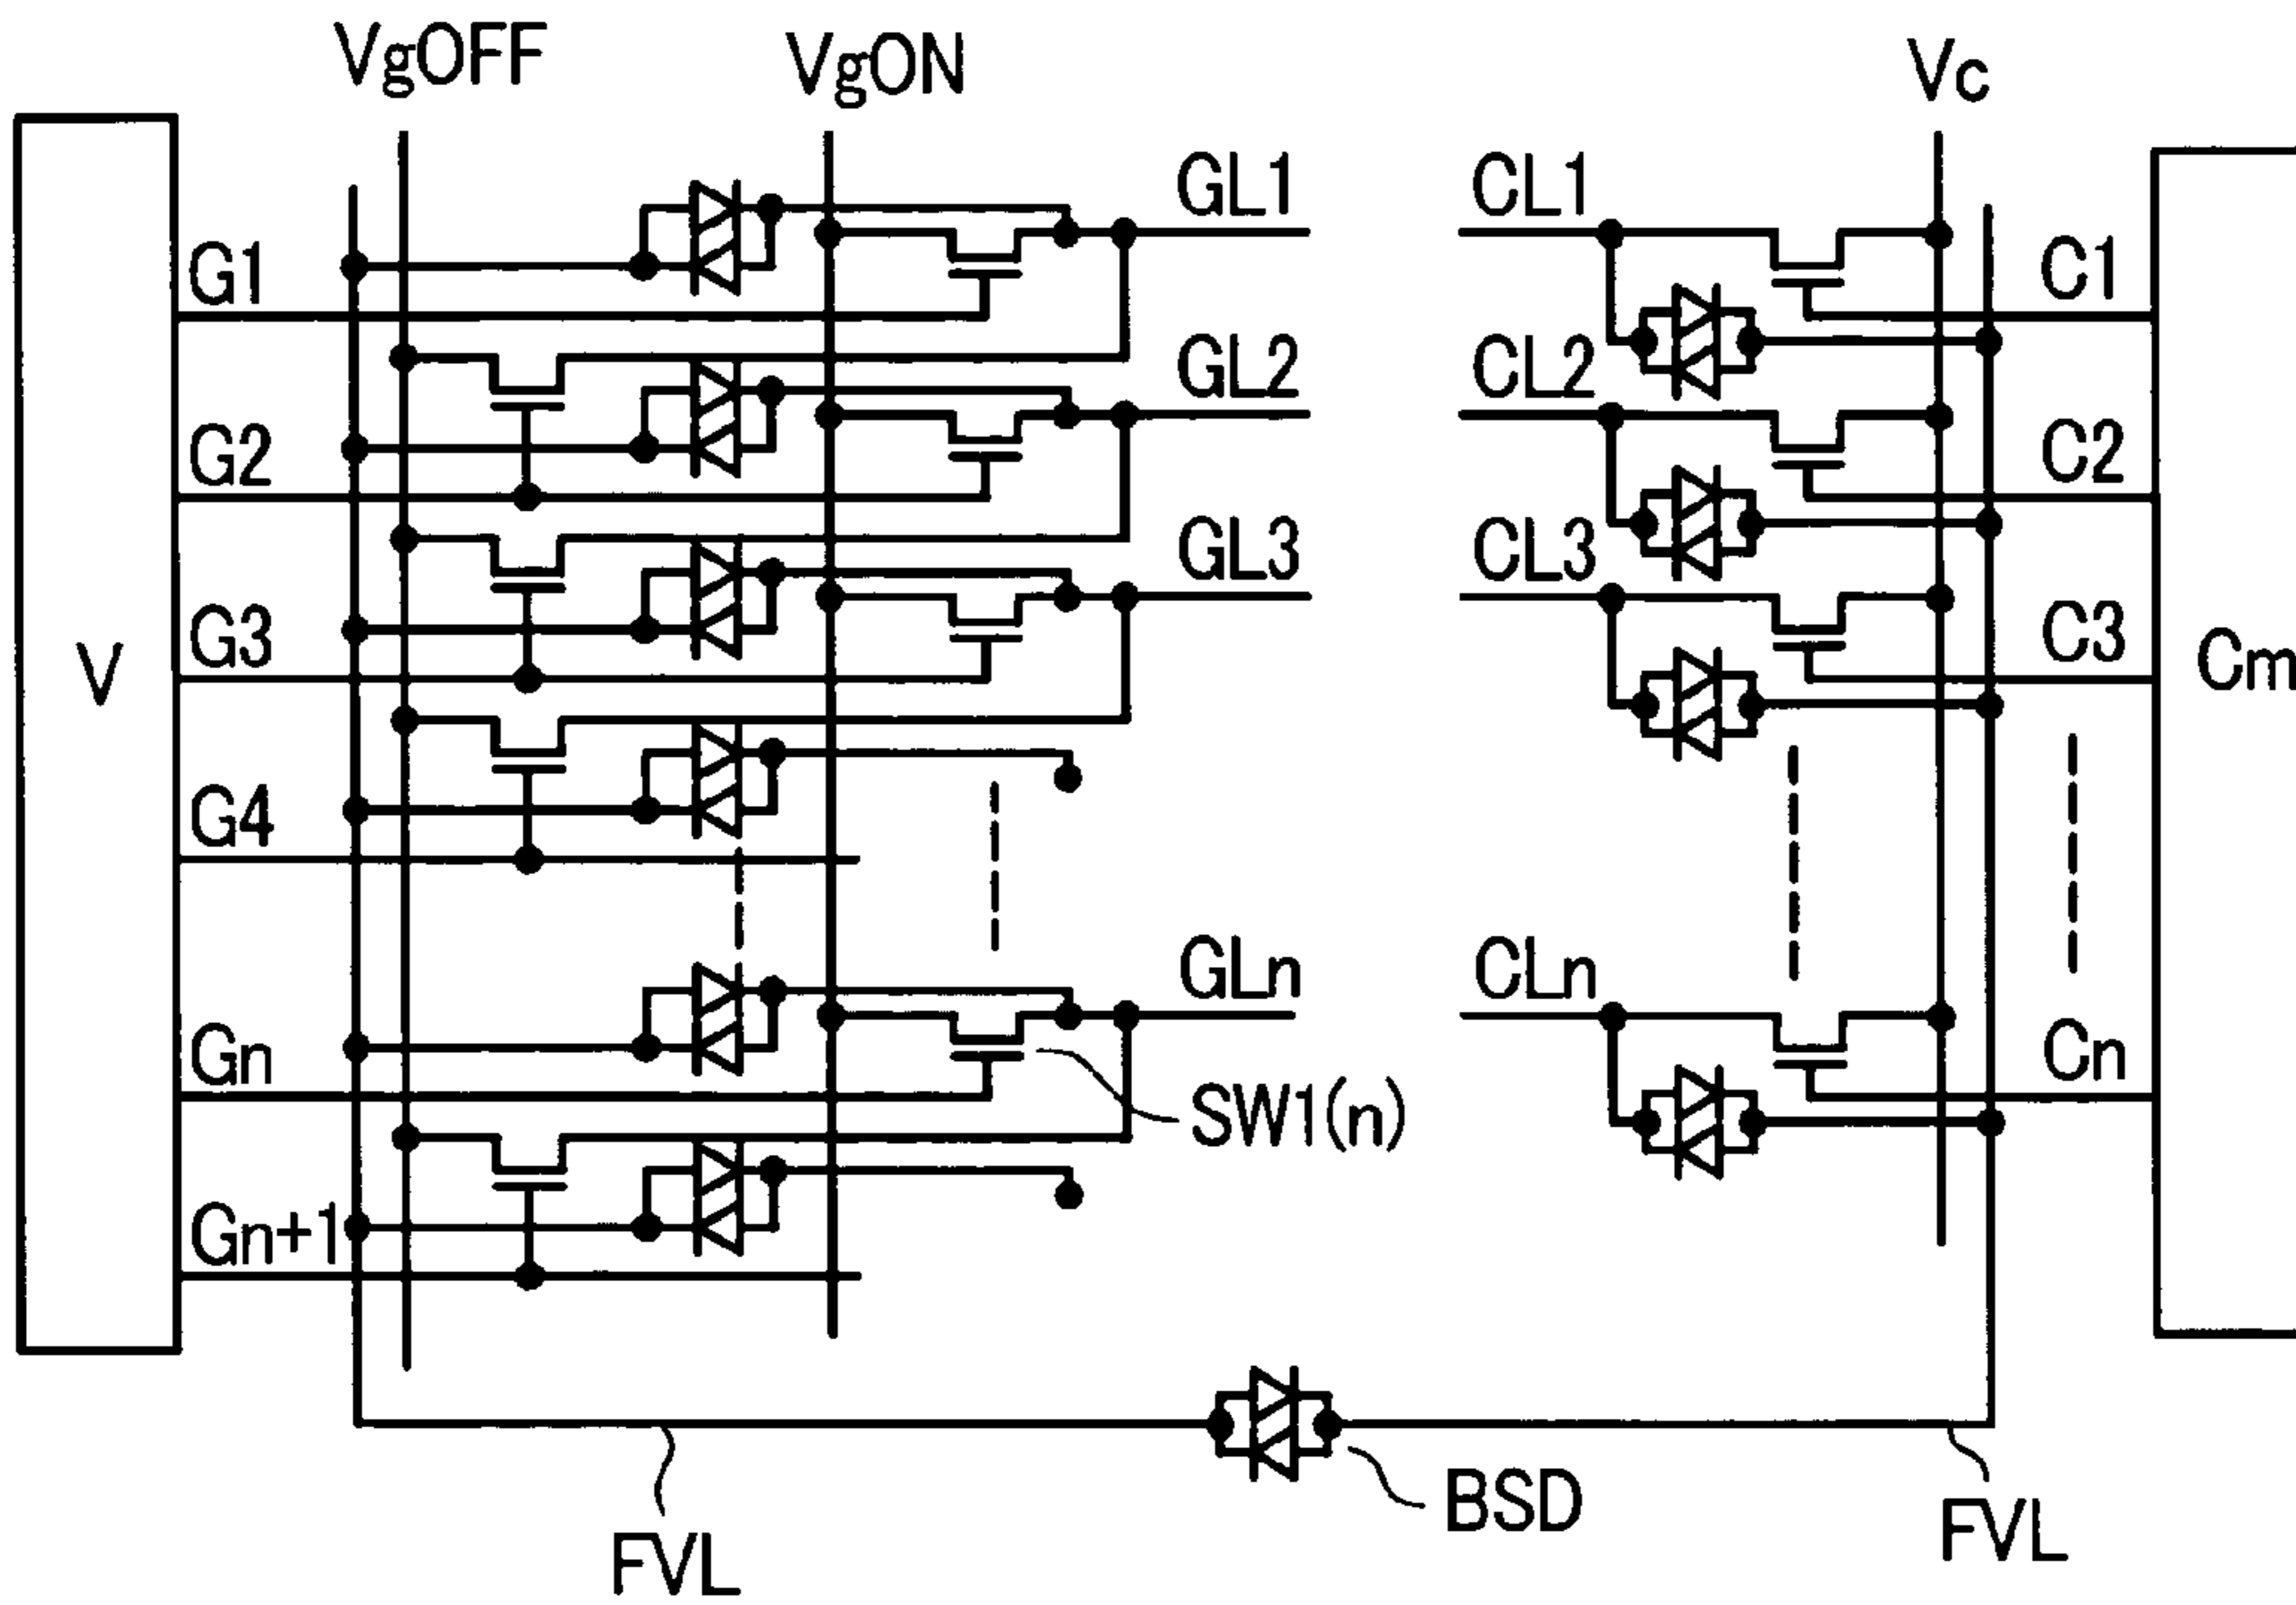 VgOFF
VgON
Vc
GL1
CL1
G1
C1
GL2
CL2
G2
C2
GL3
CL3
G3
C3
V
Cm
G4
GLn
CLn
Gn
Cn
SW1(n)
Gn+1
BSD
FVL
FVL